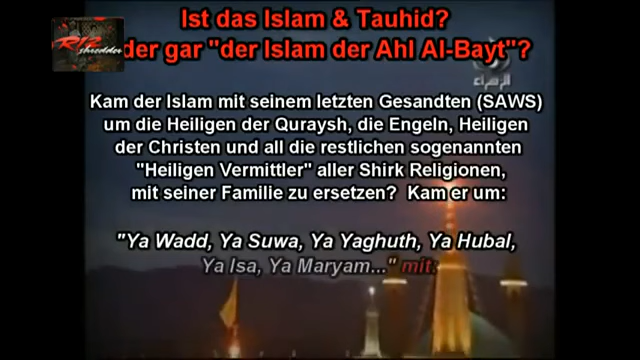 Ist das Islam & Tauhid?
der gar "der Islam der Ahl Al-Bayt"?
RIP
shredder
الزهراء
Kam der Islam mit seinem letzten Gesandten (SAWS)
um die Heiligen der Quraysh, die Engeln, Heiligen
der Christen und all die restlichen sogenannten
"Heiligen Vermittler" aller Shirk Religionen,
mit seiner Familie zu ersetzen? Kam er um:
"Ya Wadd, Ya Suwa, Ya Yaghuth, Ya Hubal,
Ya Isa, Ya Maryam..." mit: